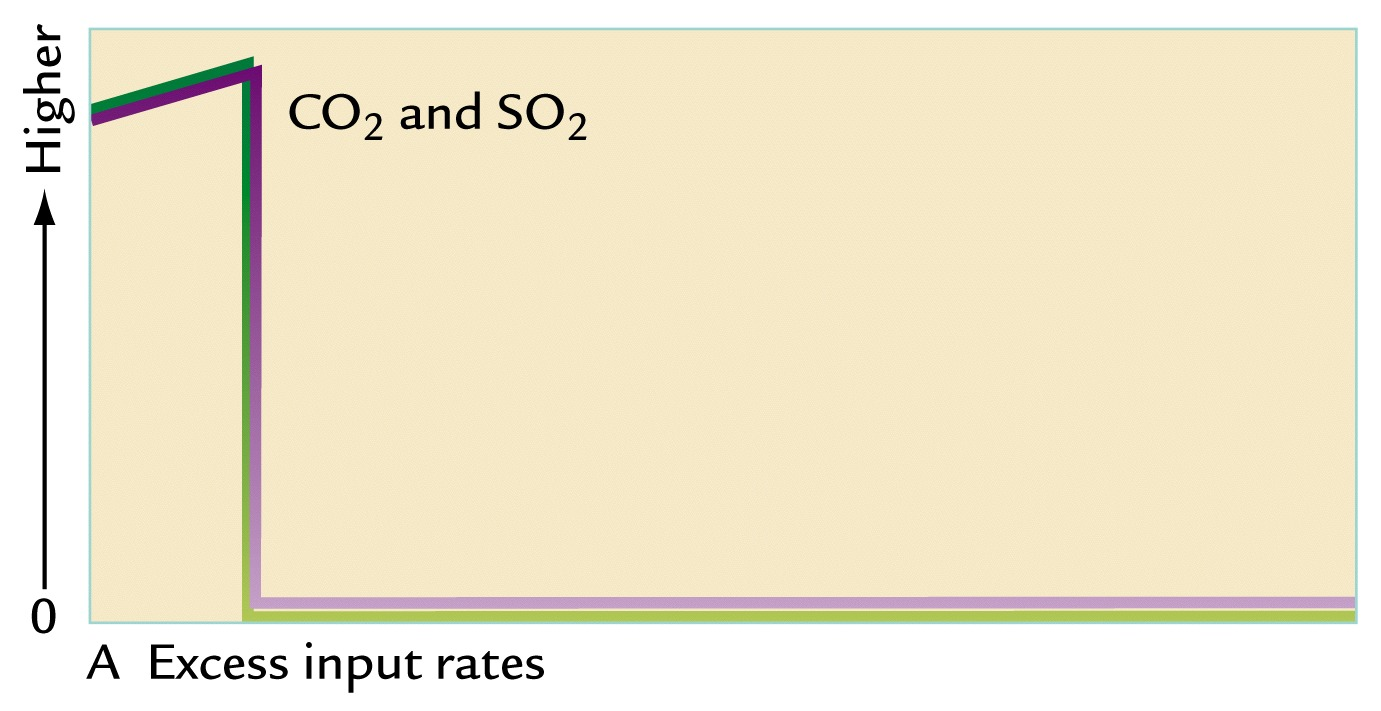 Higher
CO₂ and SO₂
0
A Excess input rates